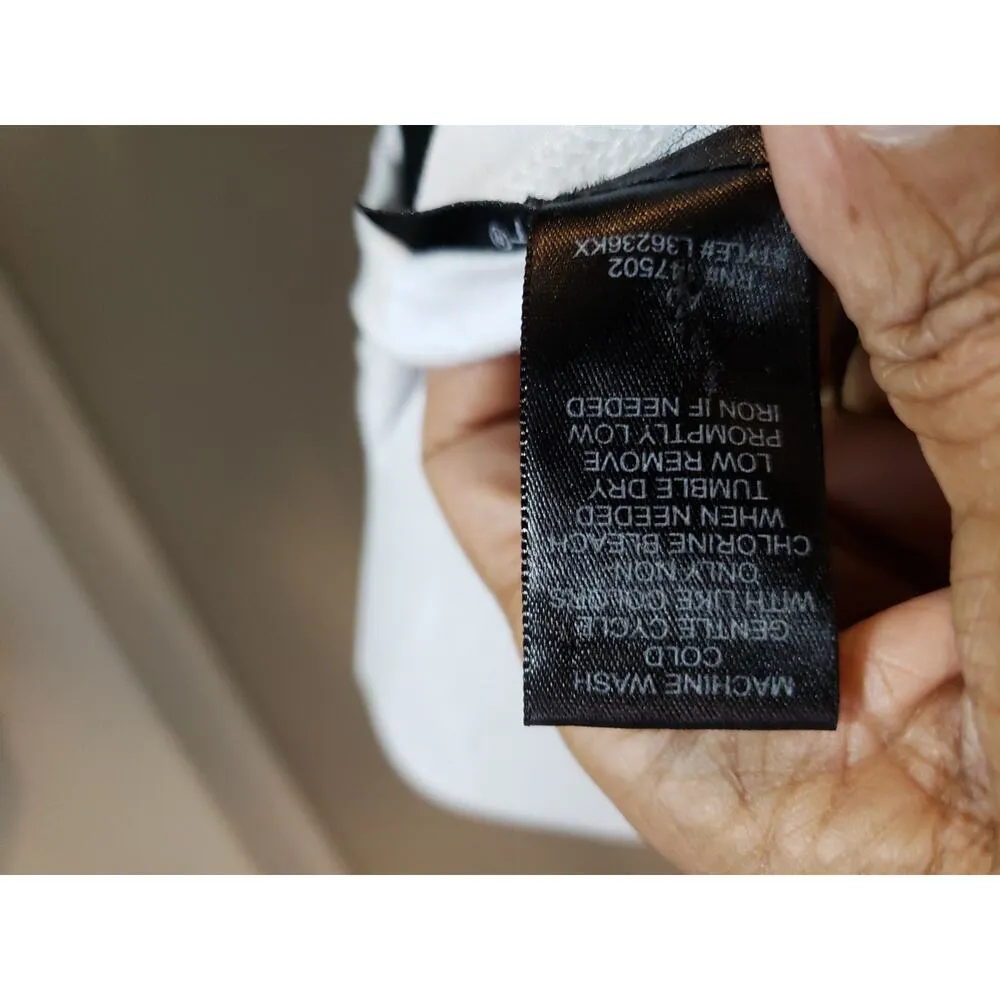 MACHINE WASH
COLD
GENTLE CYCLE
WITH LIKE COLORS
ONLY NON-
CHLORINE BLEACH
WHEN NEEDED
TUMBLE DRY
LOW REMOVE
PROMPTLY LOW
IRON IF NEEDED
RN# 147502
STYLE# L36236KX